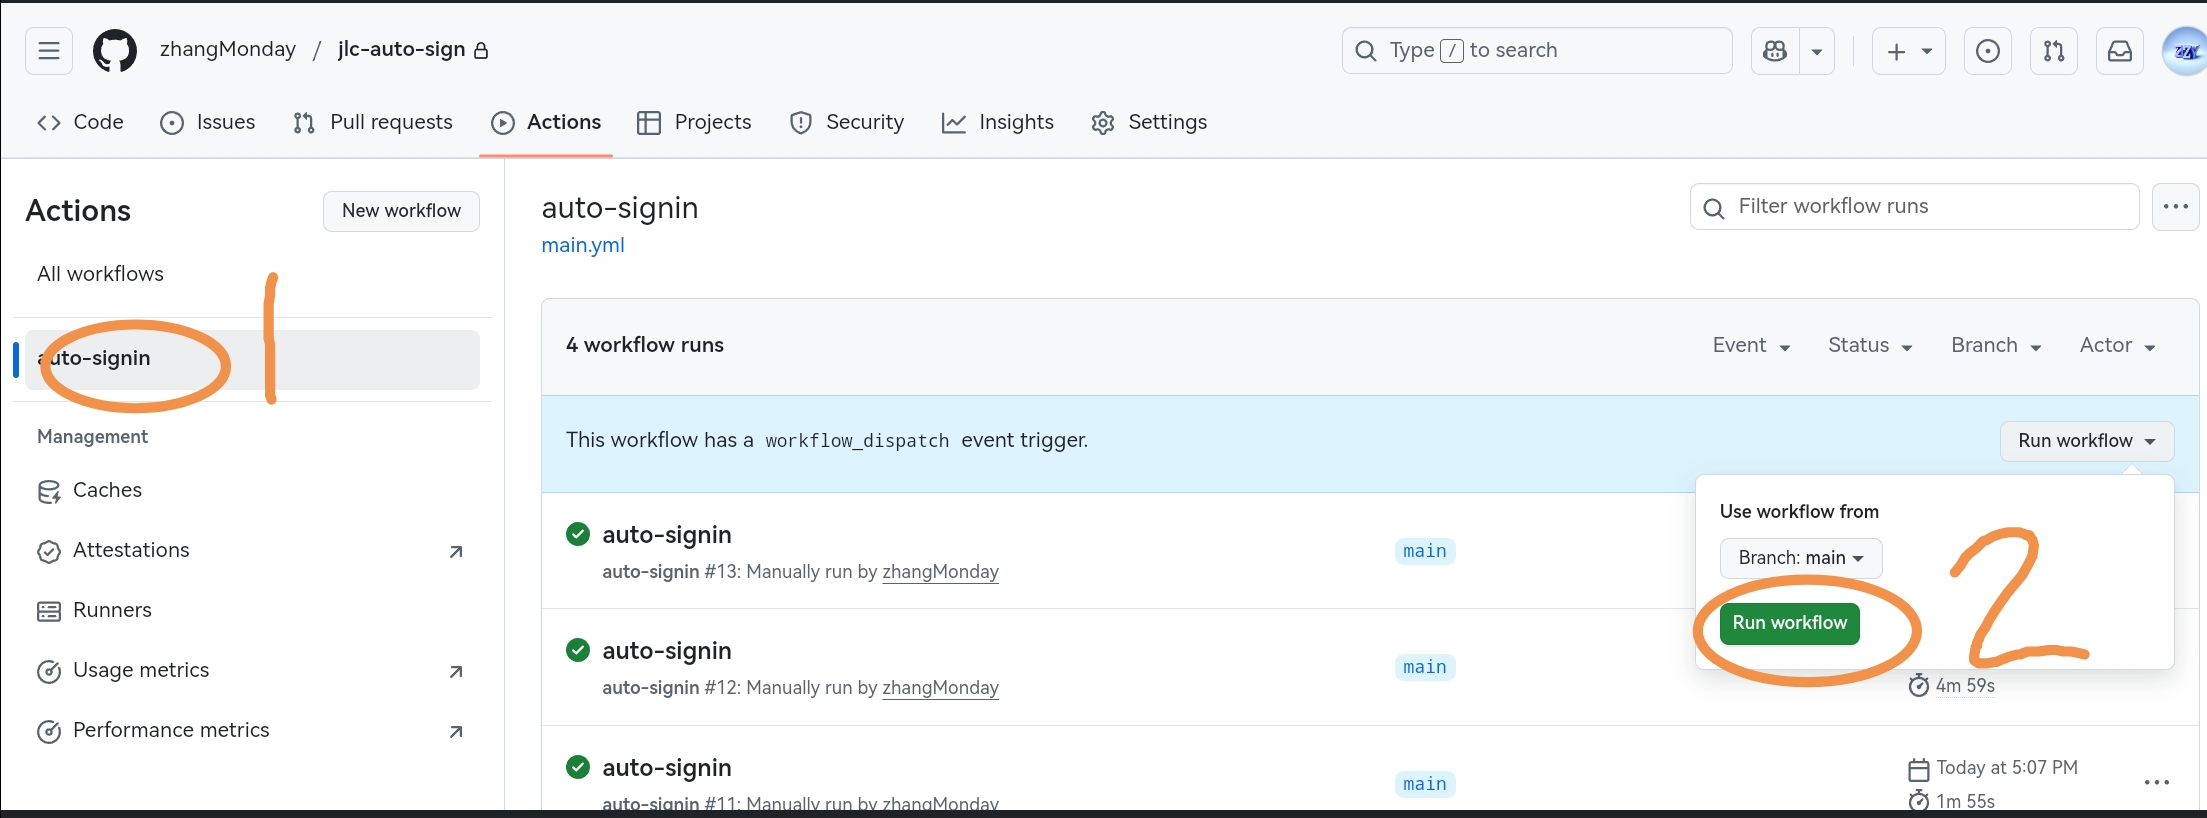 zhangMonday / jlc-auto-sign
Type / to search
Code Issues Pull requests Actions Projects Security Insights Settings
Actions
New workflow
All workflows
auto-signin
1
Management
Caches
Attestations
Runners
Usage metrics
Performance metrics
auto-signin
main.yml
Filter workflow runs
4 workflow runs
Event Status Branch Actor
This workflow has a workflow_dispatch event trigger.
Run workflow
Use workflow from
Branch: main
Run workflow
2
auto-signin
auto-signin #13: Manually run by zhangMonday
main
auto-signin
auto-signin #12: Manually run by zhangMonday
main
4m 59s
auto-signin
auto-signin #11: Manually run by zhangMonday
main
Today at 5:07 PM
1m 55s